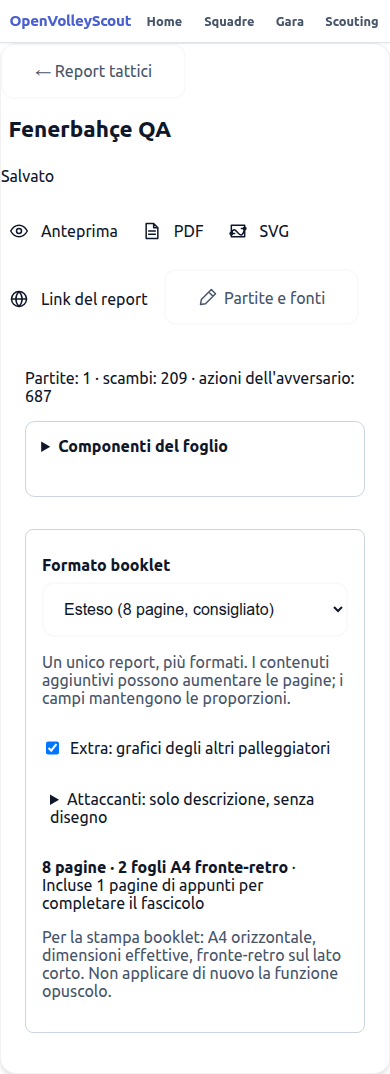 OpenVolleyScout Home Squadre Gara Scouting
← Report tattici
Fenerbahçe QA
Salvato
Anteprima PDF SVG
Link del report Partite e fonti
Partite: 1 · scambi: 209 · azioni dell'avversario:
687
Componenti del foglio
Formato booklet
Esteso (8 pagine, consigliato)
Un unico report, più formati. I contenuti
aggiuntivi possono aumentare le pagine; i
campi mantengono le proporzioni.
Extra: grafici degli altri palleggiatori
Attaccanti: solo descrizione, senza
disegno
8 pagine · 2 fogli A4 fronte-retro ·
Incluse 1 pagine di appunti per
completare il fascicolo
Per la stampa booklet: A4 orizzontale,
dimensioni effettive, fronte-retro sul lato
corto. Non applicare di nuovo la funzione
opuscolo.